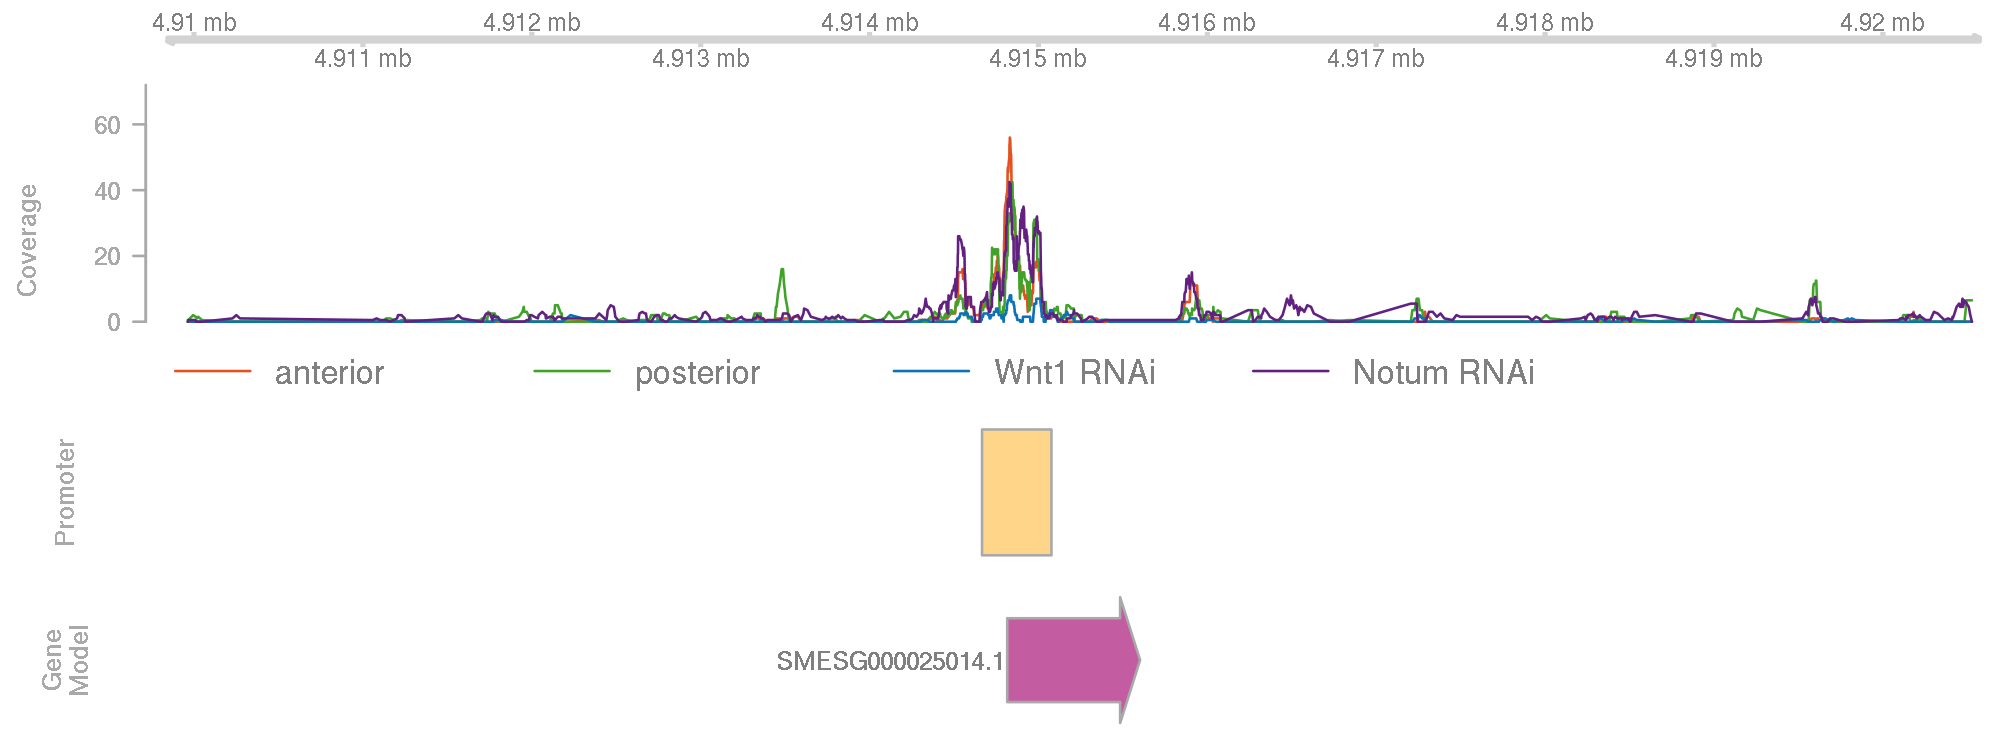 4.91 mb 4.912 mb 4.914 mb 4.916 mb 4.918 mb 4.92 mb
4.911 mb 4.913 mb 4.915 mb 4.917 mb 4.919 mb
Coverage
60
40
20
0
anterior posterior Wnt1 RNAi Notum RNAi
Promoter
Gene
Model
SMESG000025014.1